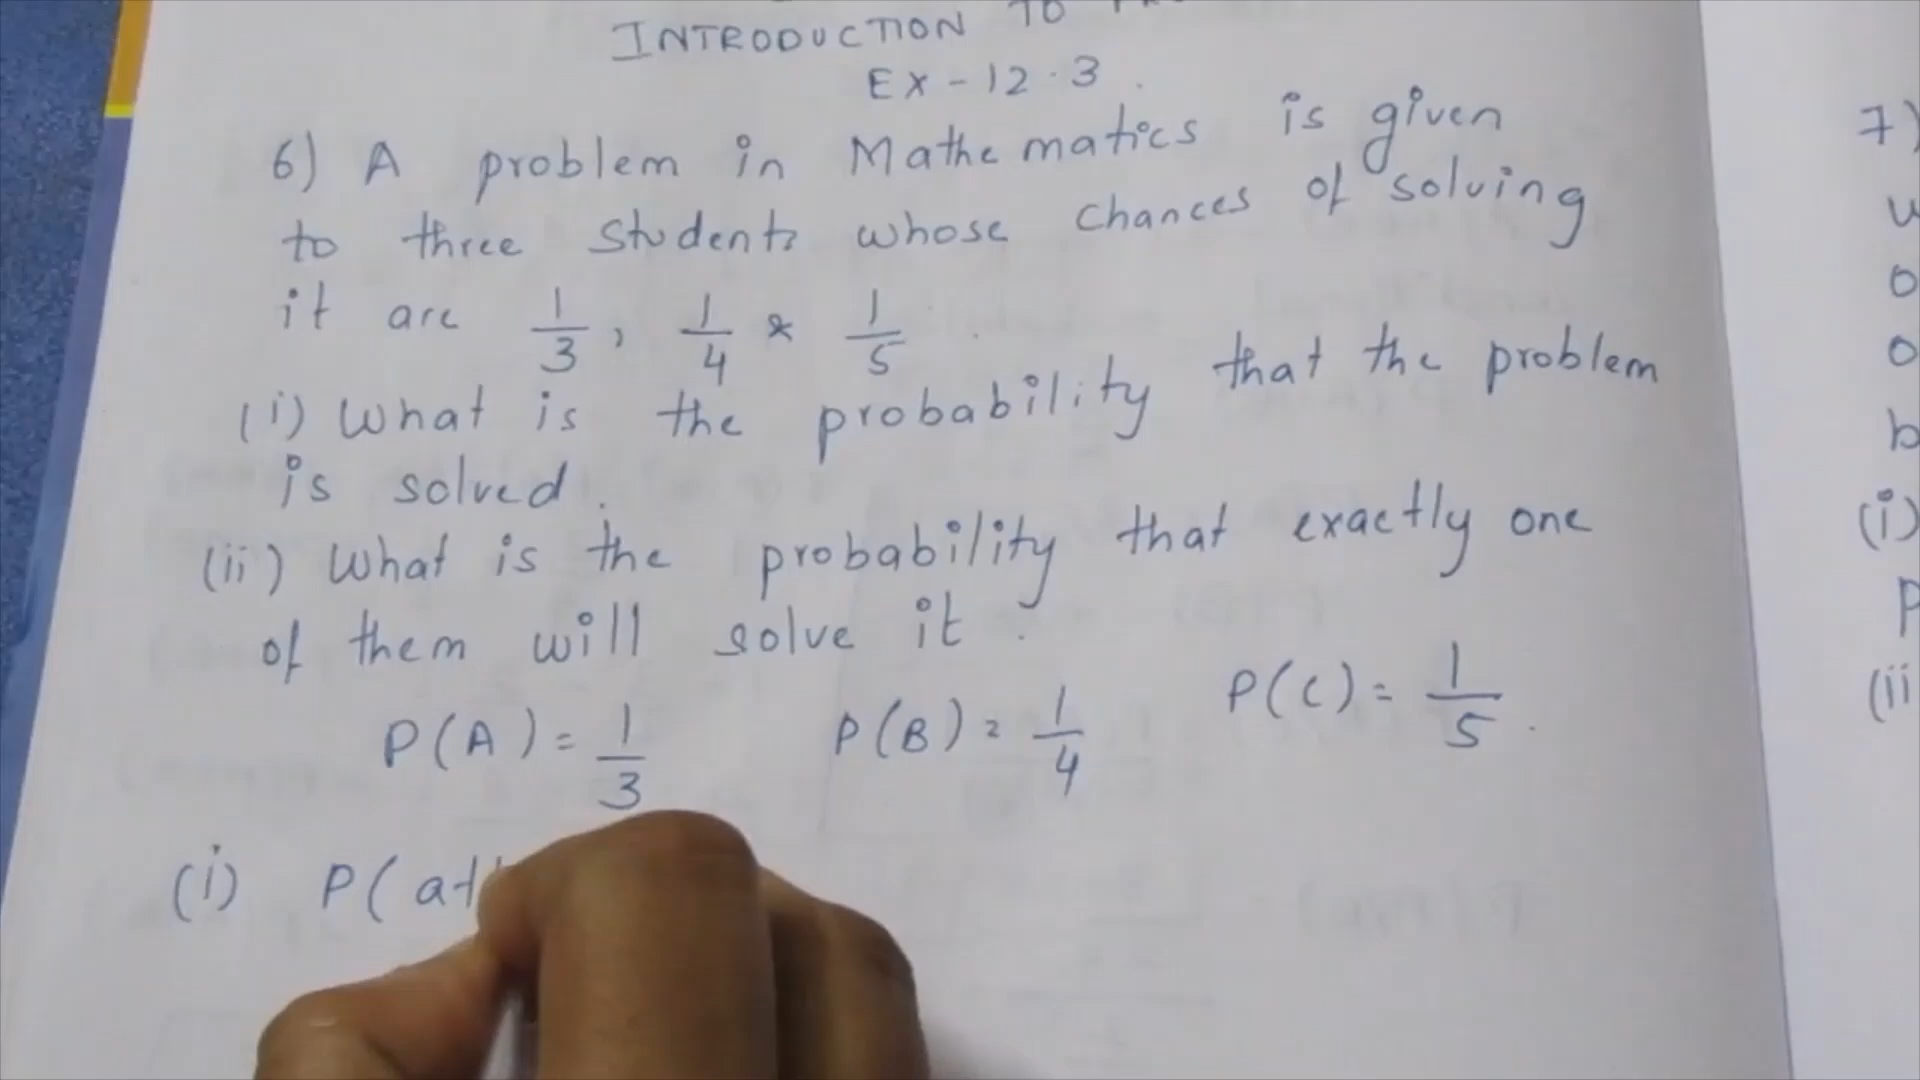 INTRODUCTION TO
EX - 12.3
6) A problem in Mathematics is given
to three students whose chances of solving
it are 1/3, 1/4 & 1/5
(i) What is the probability that the problem
is solved.
(ii) What is the probability that exactly one
of them will solve it.
P(A) = 1/3 P(B) = 1/4 P(C) = 1/5.
(i) P( at
7)
o
o
b
(i)
P
(ii